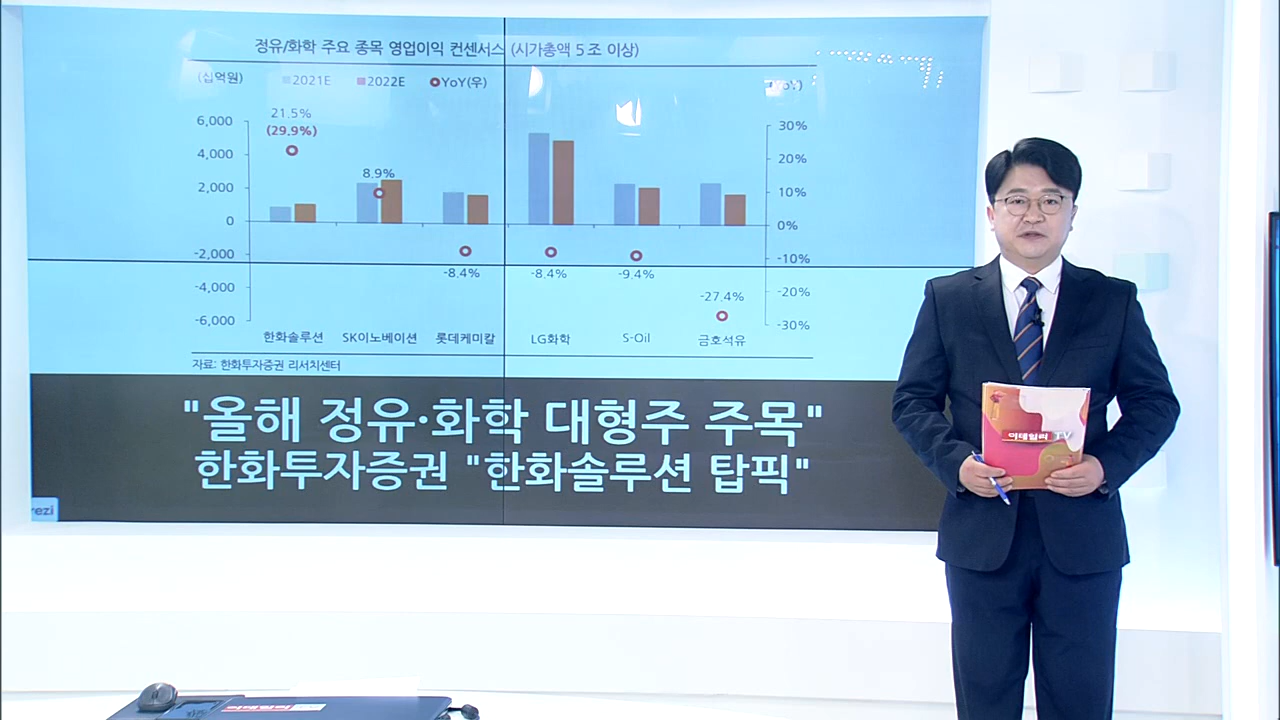 정유/화학 주요 종목 영업이익 컨센서스 (시가총액 5조 이상)
(십억원) 2021E 2022E YoY(우)
21.5%
(29.9%)
8.9%
-8.4%
-8.4%
-9.4%
-27.4%
6,000
4,000
2,000
0
-2,000
-4,000
-6,000
30%
20%
10%
0%
-10%
-20%
-30%
한화솔루션 SK이노베이션 롯데케미칼 LG화학 S-Oil 금호석유
자료: 한화투자증권 리서치센터
"올해 정유·화학 대형주 주목"
한화투자증권 "한화솔루션 탑픽"
rezi
이데일리 TV
이데일리